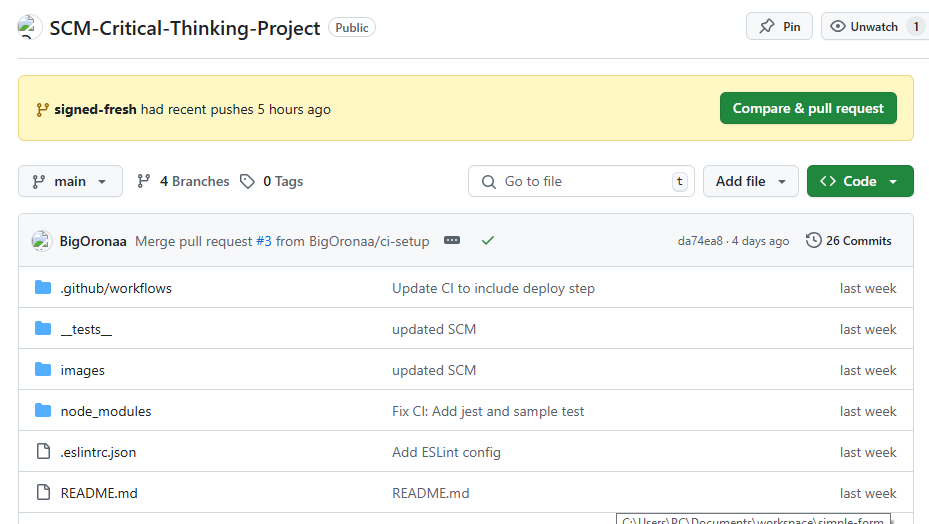 SCM-Critical-Thinking-Project Public Pin Unwatch 1
signed-fresh had recent pushes 5 hours ago Compare & pull request
main 4 Branches 0 Tags Go to file t Add file Code
BigOronaa Merge pull request #3 from BigOronaa/ci-setup da74ea8 · 4 days ago 26 Commits
.github/workflows Update CI to include deploy step last week
__tests__ updated SCM last week
images updated SCM last week
node_modules Fix CI: Add jest and sample test last week
.eslintrc.json Add ESLint config last week
README.md README.md last week
C:\Users\PC\Documents\workspace\simple-form